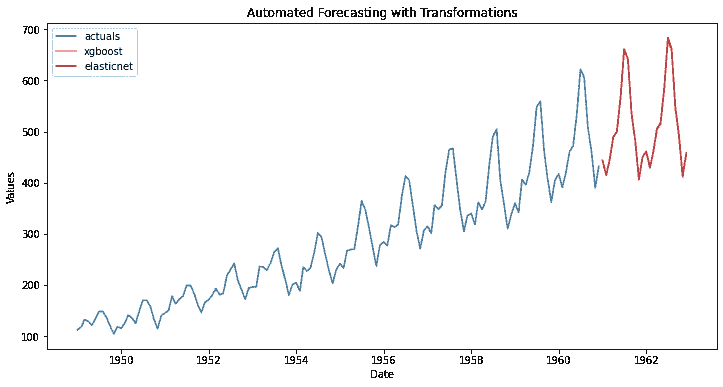 Automated Forecasting with Transformations
actuals
xgboost
elasticnet
700
600
500
400
300
200
100
Values
1950
1952
1954
1956
1958
1960
1962
Date